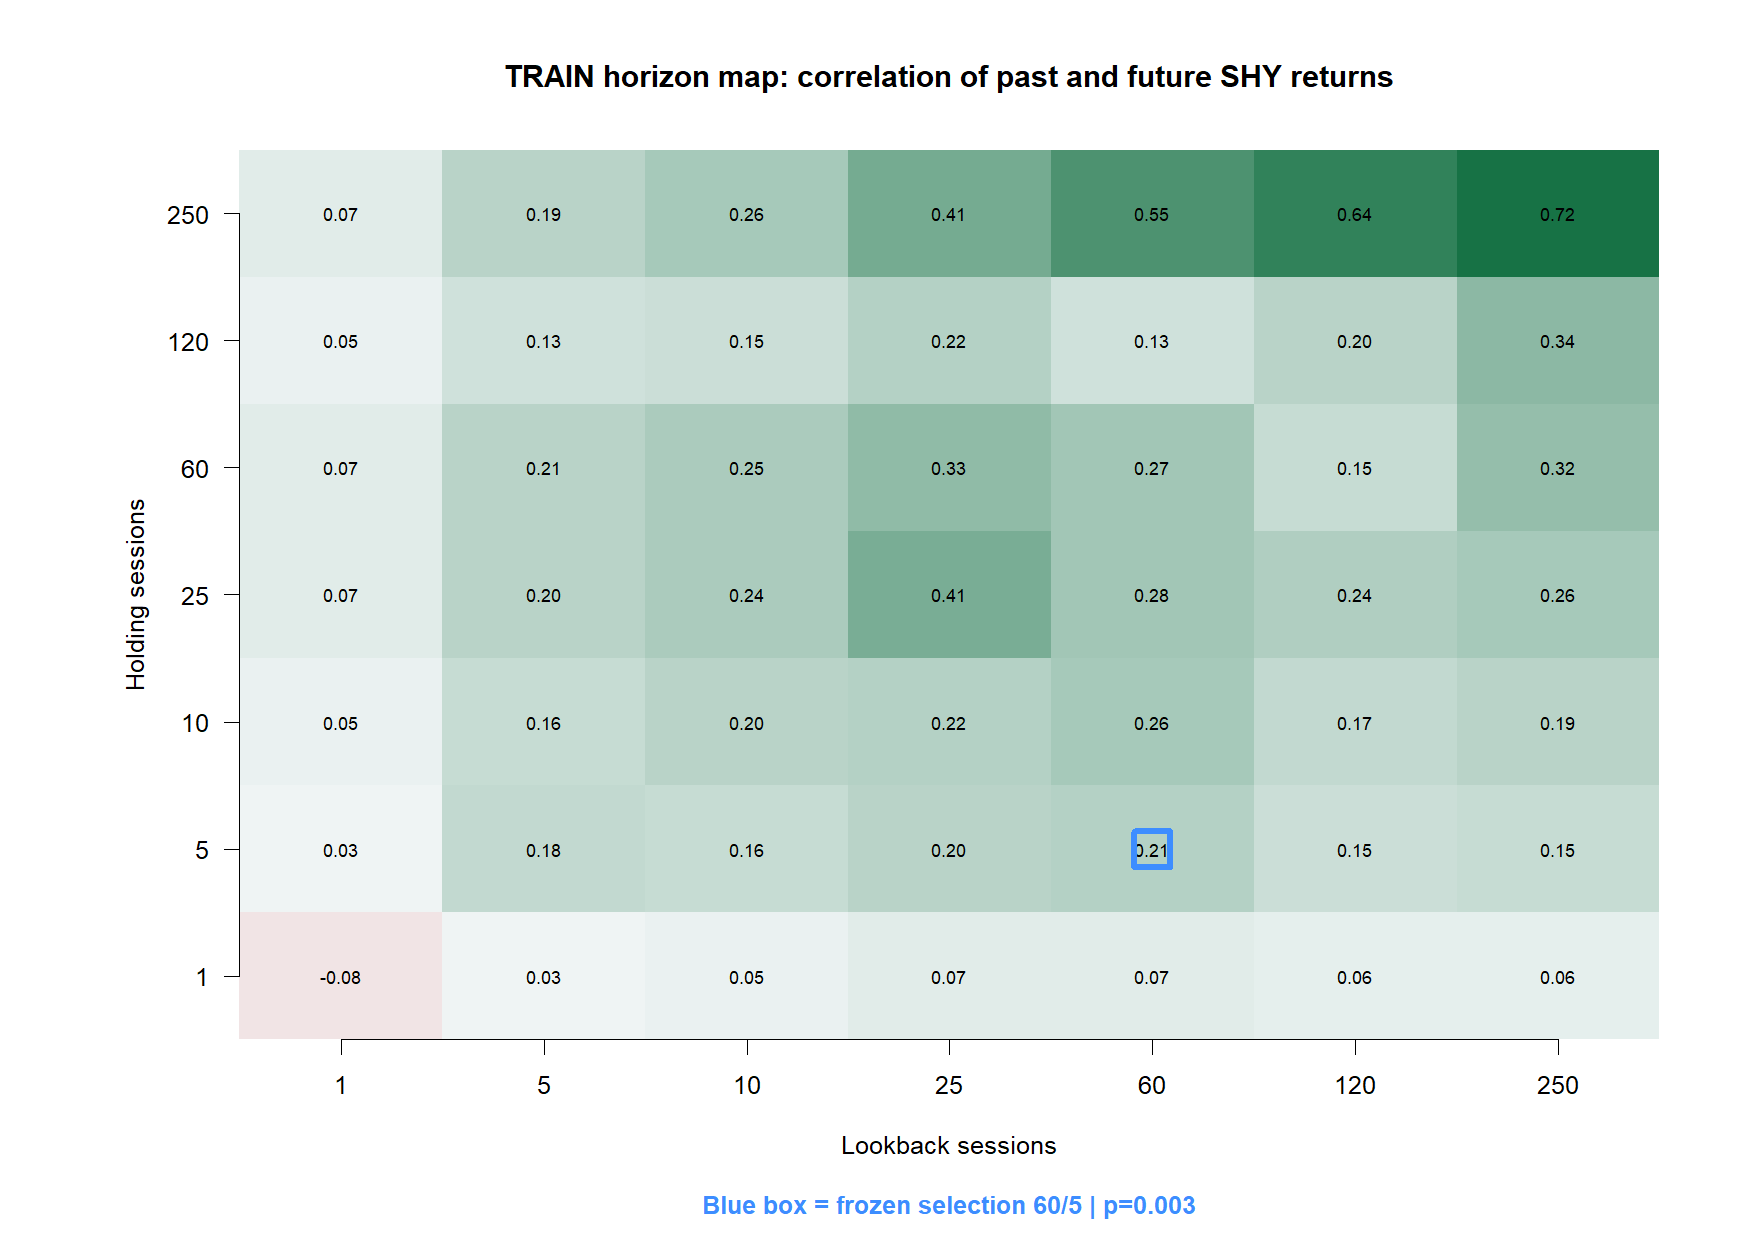 TRAIN horizon map: correlation of past and future SHY returns
250 0.07 0.19 0.26 0.41 0.55 0.64 0.72
120 0.05 0.13 0.15 0.22 0.13 0.20 0.34
60 0.07 0.21 0.25 0.33 0.27 0.15 0.32
25 0.07 0.20 0.24 0.41 0.28 0.24 0.26
10 0.05 0.16 0.20 0.22 0.26 0.17 0.19
5 0.03 0.18 0.16 0.20 0.21 0.15 0.15
1 -0.08 0.03 0.05 0.07 0.07 0.06 0.06
Holding sessions
1 5 10 25 60 120 250
Lookback sessions
Blue box = frozen selection 60/5 | p=0.003